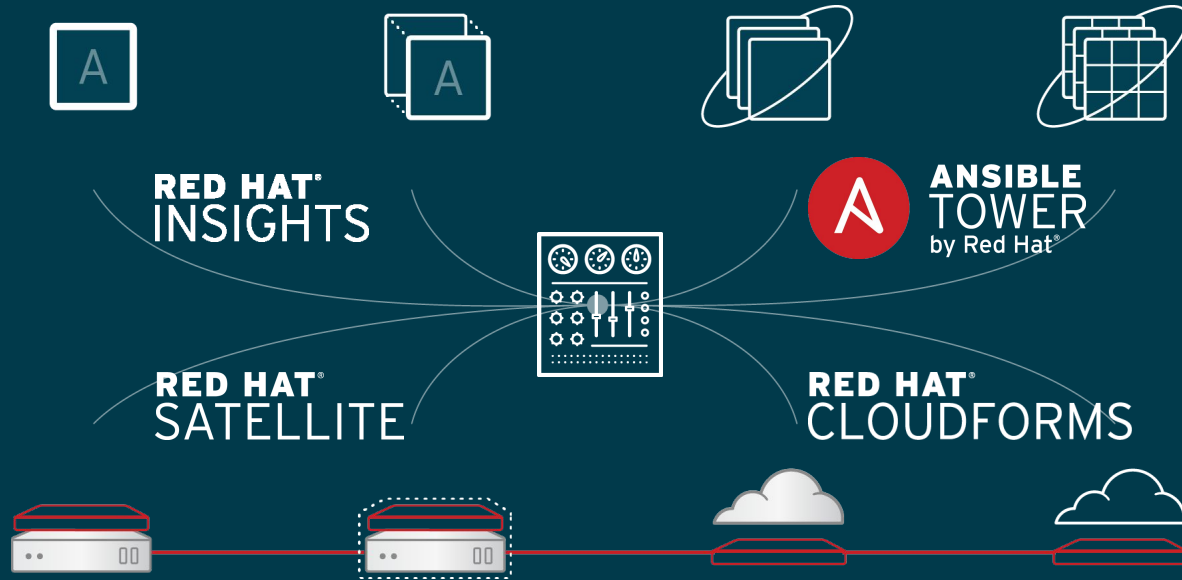 A
A
RED HAT®
INSIGHTS
ANSIBLE
TOWER
by Red Hat®
RED HAT®
SATELLITE
RED HAT®
CLOUDFORMS